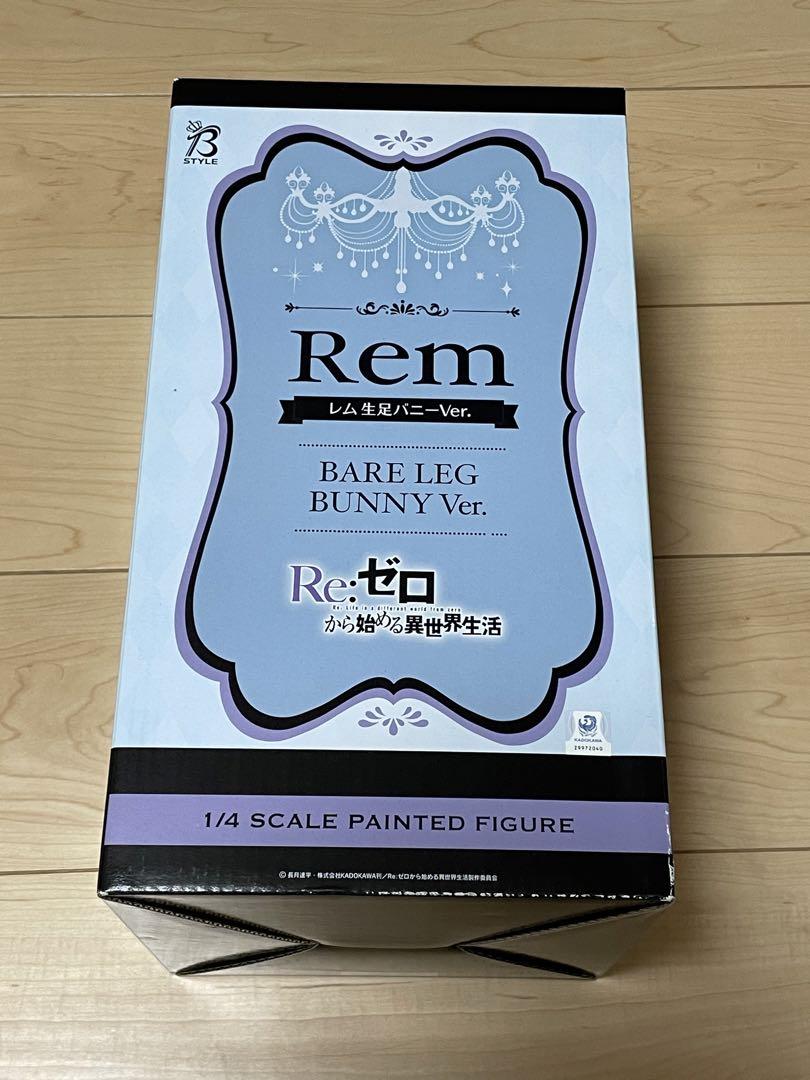 B
STYLE
Rem
レム 生足バニーVer.
BARE LEG
BUNNY Ver.
Re:ゼロ
Re: Life in a different world from zero
から始める異世界生活
KADOKAWA
29972040
1/4 SCALE PAINTED FIGURE
© 長月達平・株式会社KADOKAWA刊/Re:ゼロから始める異世界生活製作委員会